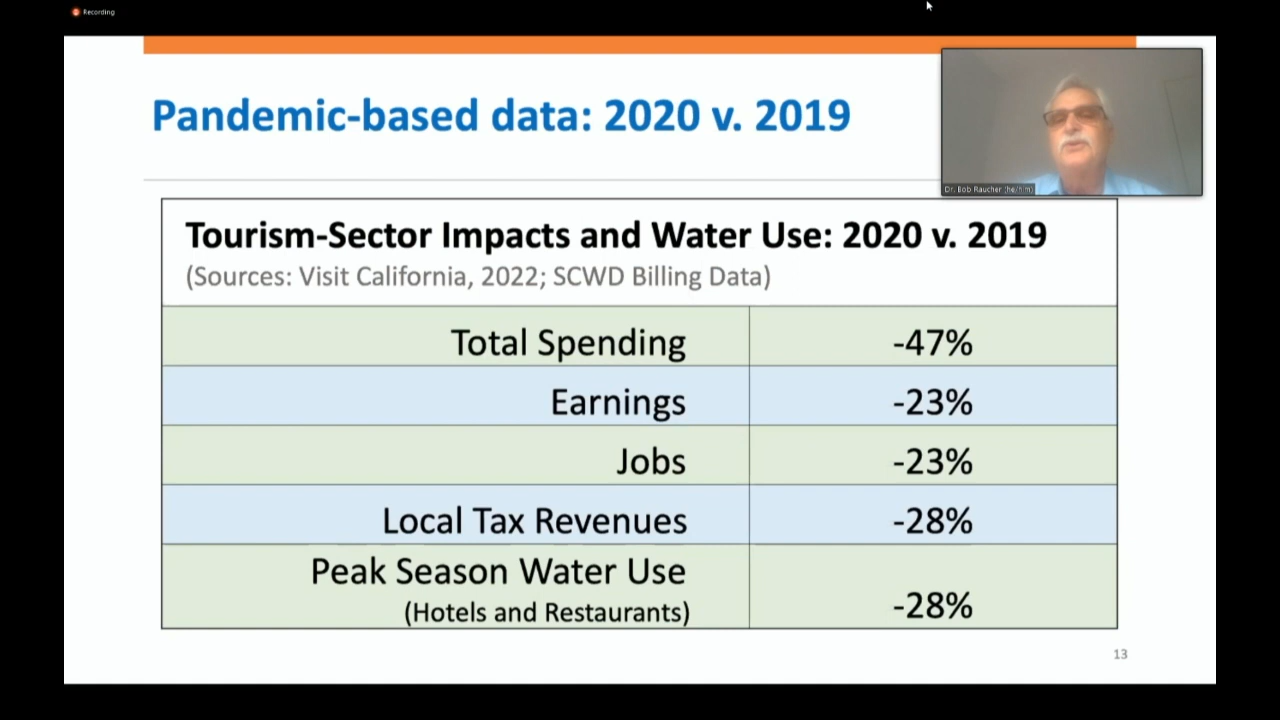 Recording
Pandemic-based data: 2020 v. 2019
Dr. Bob Raucher (he/him)
Tourism-Sector Impacts and Water Use: 2020 v. 2019
(Sources: Visit California, 2022; SCWD Billing Data)
Total Spending -47%
Earnings -23%
Jobs -23%
Local Tax Revenues -28%
Peak Season Water Use
(Hotels and Restaurants) -28%
13